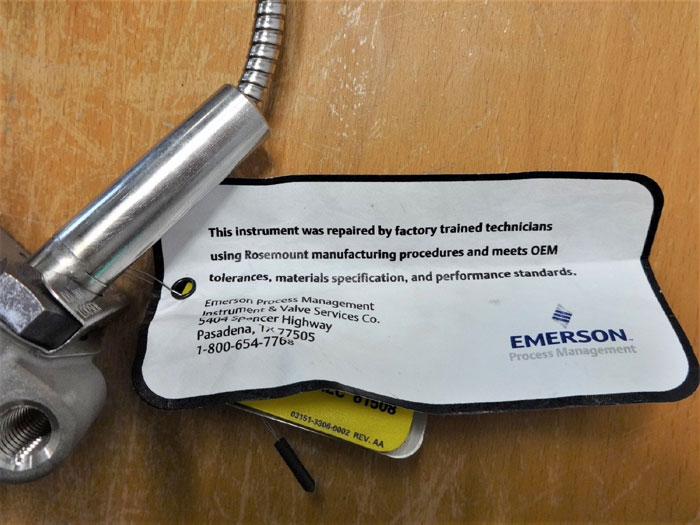 This instrument was repaired by factory trained technicians
using Rosemount manufacturing procedures and meets OEM
tolerances, materials specification, and performance standards.
Emerson Process Management
Instrument & Valve Services Co.
5404 Spencer Highway
Pasadena, TX 77505
1-800-654-7768
EMERSON
Process Management
61508
03151-3306-0002 REV. AA